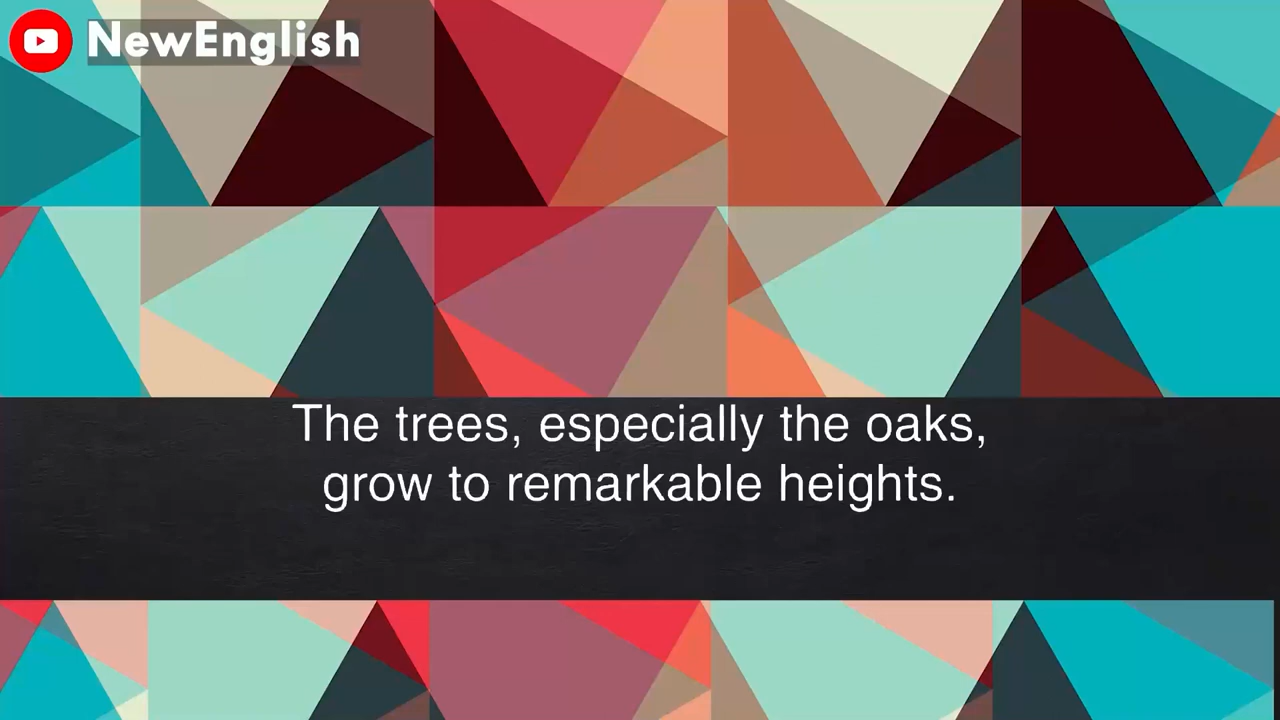 NewEnglish
The trees, especially the oaks,
grow to remarkable heights.